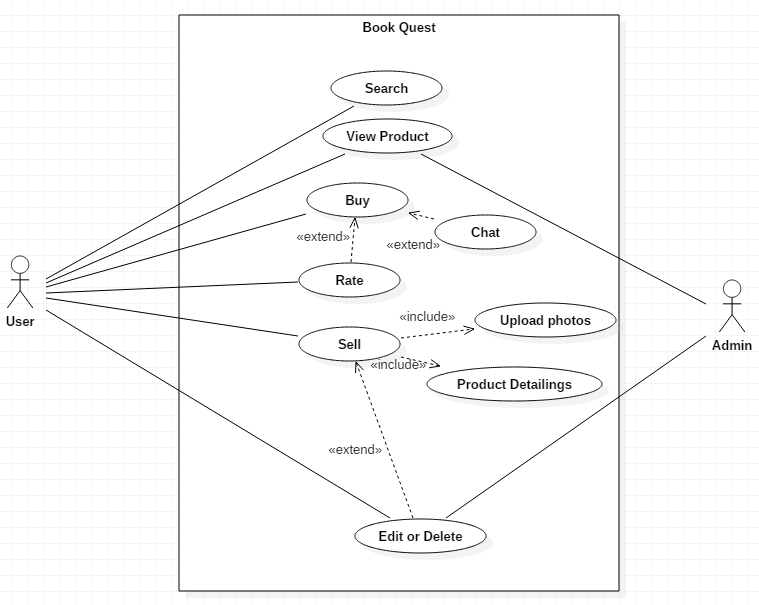 Book Quest
Search
View Product
Buy
Chat
«extend»
«extend»
Rate
User
Sell
«include»
Upload photos
Admin
«include»
Product Detailings
«extend»
Edit or Delete